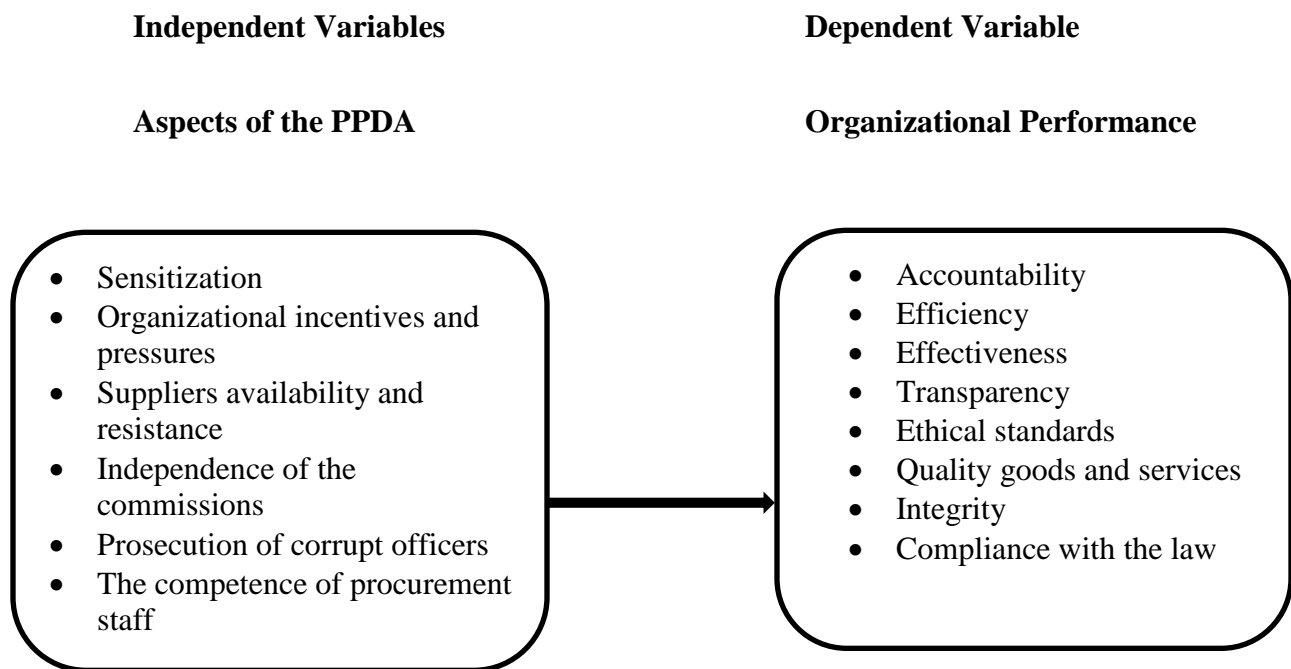 Independent Variables
Dependent Variable
Aspects of the PPDA
Organizational Performance
• Sensitization
• Organizational incentives and
pressures
• Suppliers availability and
resistance
• Independence of the
commissions
• Prosecution of corrupt officers
• The competence of procurement
staff
• Accountability
• Efficiency
• Effectiveness
• Transparency
• Ethical standards
• Quality goods and services
• Integrity
• Compliance with the law